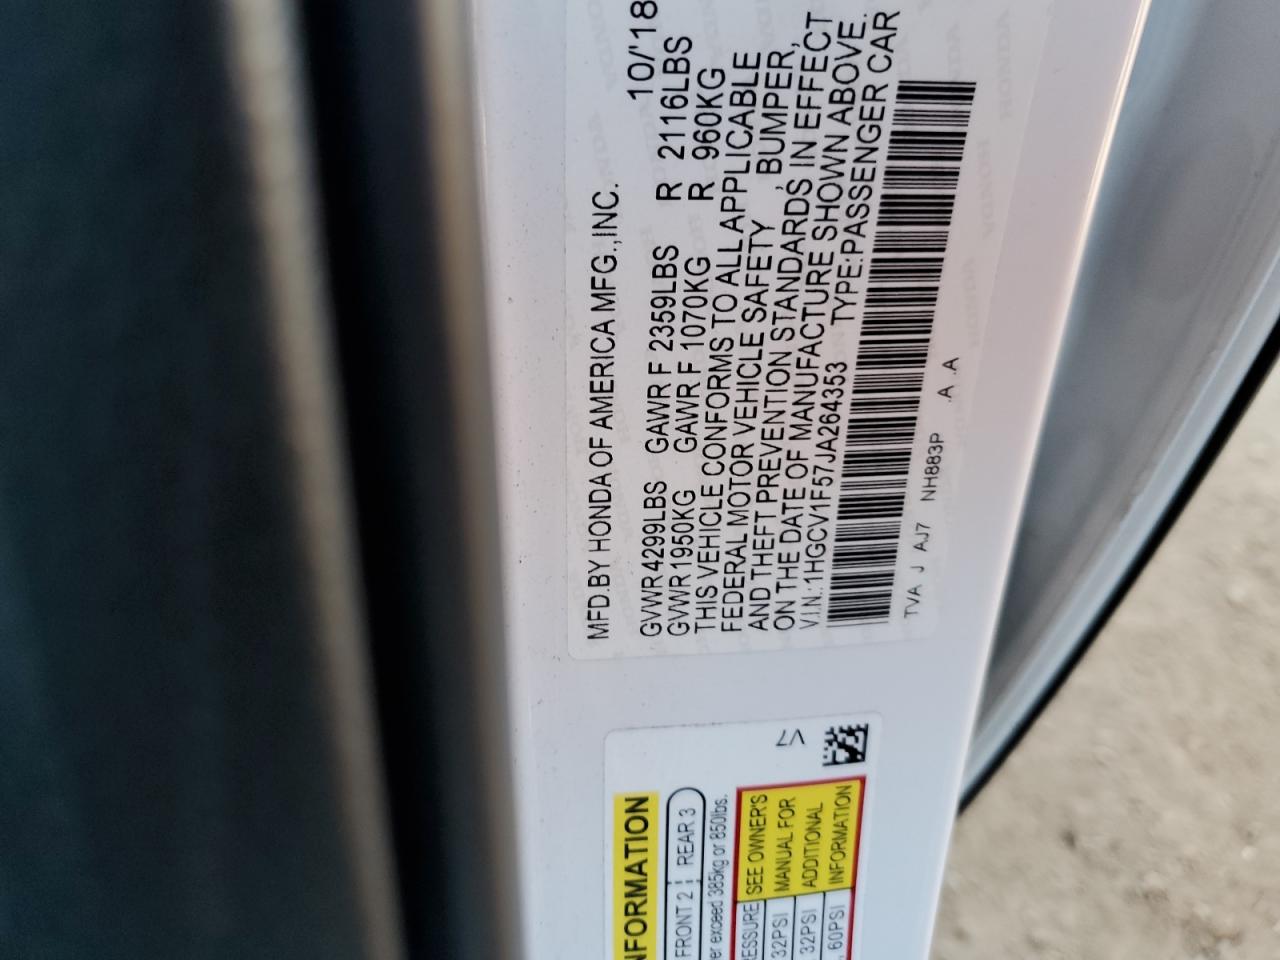 MFD.BY HONDA OF AMERICA MFG.,INC. 10/'18
GVWR 4299LBS GAWR F 2359LBS R 2116LBS
GVWR 1950KG GAWR F 1070KG R 960KG
THIS VEHICLE CONFORMS TO ALL APPLICABLE
FEDERAL MOTOR VEHICLE SAFETY , BUMPER,
AND THEFT PREVENTION STANDARDS IN EFFECT
ON THE DATE OF MANUFACTURE SHOWN ABOVE.
V.I.N.:1HGCV1F57JA264353 TYPE:PASSENGER CAR
TVA J AJ7 NH883P .A .A
V7
NFORMATION
FRONT 2 REAR 3
er exceed 385kg or 850lbs.
RESSURE SEE OWNER'S
32PSI MANUAL FOR
32PSI ADDITIONAL
, 60PSI INFORMATION